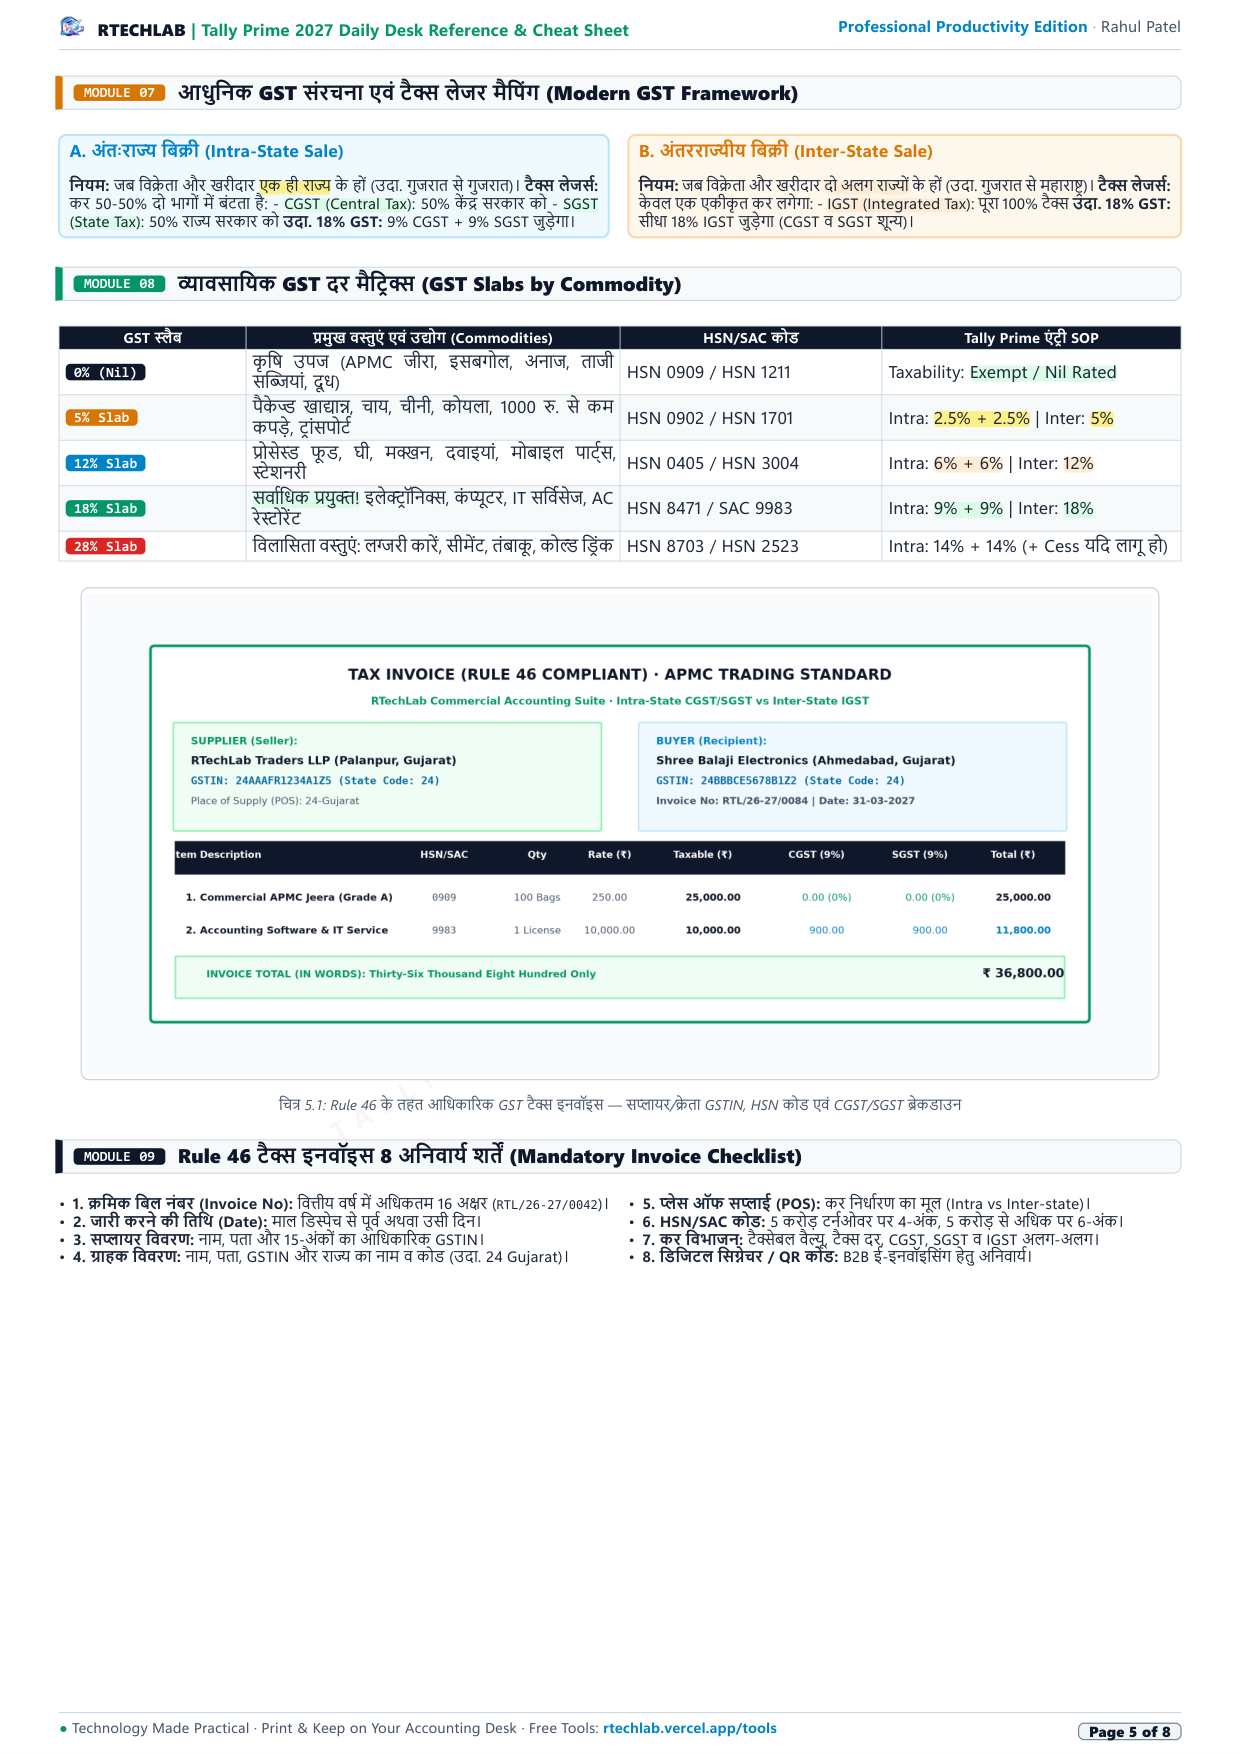 RTECHLAB | Tally Prime 2027 Daily Desk Reference & Cheat Sheet
Professional Productivity Edition · Rahul Patel
MODULE 07 आधुनिक GST संरचना एवं टैक्स लेजर मैपिंग (Modern GST Framework)
A. अंतःराज्य बिक्री (Intra-State Sale)
नियम: जब विक्रेता और खरीदार एक ही राज्य के हों (उदा. गुजरात से गुजरात)। टैक्स लेजर्स:
कर 50-50% दो भागों में बंटता है: - CGST (Central Tax): 50% केंद्र सरकार को - SGST
(State Tax): 50% राज्य सरकार को उदा. 18% GST: 9% CGST + 9% SGST जुड़ेगा।
B. अंतरराज्यीय बिक्री (Inter-State Sale)
नियम: जब विक्रेता और खरीदार दो अलग राज्यों के हों (उदा. गुजरात से महाराष्ट्र)। टैक्स लेजर्स:
केवल एक एकीकृत कर लगेगा: - IGST (Integrated Tax): पूरा 100% टैक्स उदा. 18% GST:
सीधा 18% IGST जुड़ेगा (CGST व SGST शून्य)।
MODULE 08 व्यावसायिक GST दर मैट्रिक्स (GST Slabs by Commodity)
GST स्लैब प्रमुख वस्तुएं एवं उद्योग (Commodities) HSN/SAC कोड Tally Prime एंट्री SOP
0% (Nil) कृषि उपज (APMC जीरा, इसबगोल, अनाज, ताजी
सब्जियां, दूध) HSN 0909 / HSN 1211 Taxability: Exempt / Nil Rated
5% Slab पैकेज्ड खाद्यान्न, चाय, चीनी, कोयला, 1000 रु. से कम
कपड़े, ट्रांसपोर्ट HSN 0902 / HSN 1701 Intra: 2.5% + 2.5% | Inter: 5%
12% Slab प्रोसेस्ड फूड, घी, मक्खन, दवाइयां, मोबाइल पार्ट्स,
स्टेशनरी HSN 0405 / HSN 3004 Intra: 6% + 6% | Inter: 12%
18% Slab सर्वाधिक प्रयुक्त! इलेक्ट्रॉनिक्स, कंप्यूटर, IT सर्विसेज, AC
रेस्टोरेंट HSN 8471 / SAC 9983 Intra: 9% + 9% | Inter: 18%
28% Slab विलासिता वस्तुएं: लग्जरी कारें, सीमेंट, तंबाकू, कोल्ड ड्रिंक HSN 8703 / HSN 2523 Intra: 14% + 14% (+ Cess यदि लागू हो)
TAX INVOICE (RULE 46 COMPLIANT) · APMC TRADING STANDARD
RTechLab Commercial Accounting Suite · Intra-State CGST/SGST vs Inter-State IGST
SUPPLIER (Seller):
RTechLab Traders LLP (Palanpur, Gujarat)
GSTIN: 24AAAFR1234A1Z5 (State Code: 24)
Place of Supply (POS): 24-Gujarat
BUYER (Recipient):
Shree Balaji Electronics (Ahmedabad, Gujarat)
GSTIN: 24BBBCE5678B1Z2 (State Code: 24)
Invoice No: RTL/26-27/0084 | Date: 31-03-2027
tem Description HSN/SAC Qty Rate (₹) Taxable (₹) CGST (9%) SGST (9%) Total (₹)
1. Commercial APMC Jeera (Grade A) 0909 100 Bags 250.00 25,000.00 0.00 (0%) 0.00 (0%) 25,000.00
2. Accounting Software & IT Service 9983 1 License 10,000.00 10,000.00 900.00 900.00 11,800.00
INVOICE TOTAL (IN WORDS): Thirty-Six Thousand Eight Hundred Only ₹ 36,800.00
TALLY
चित्र 5.1: Rule 46 के तहत आधिकारिक GST टैक्स इनवॉइस — सप्लायर/क्रेता GSTIN, HSN कोड एवं CGST/SGST ब्रेकडाउन
MODULE 09 Rule 46 टैक्स इनवॉइस 8 अनिवार्य शर्तें (Mandatory Invoice Checklist)
• 1. क्रमिक बिल नंबर (Invoice No): वित्तीय वर्ष में अधिकतम 16 अक्षर (RTL/26-27/0042)।
• 2. जारी करने की तिथि (Date): माल डिस्पेच से पूर्व अथवा उसी दिन।
• 3. सप्लायर विवरण: नाम, पता और 15-अंकों का आधिकारिक GSTIN।
• 4. ग्राहक विवरण: नाम, पता, GSTIN और राज्य का नाम व कोड (उदा. 24 Gujarat)।
• 5. प्लेस ऑफ सप्लाई (POS): कर निर्धारण का मूल (Intra vs Inter-state)।
• 6. HSN/SAC कोड: 5 करोड़ टर्नओवर पर 4-अंक, 5 करोड़ से अधिक पर 6-अंक।
• 7. कर विभाजन: टैक्सेबल वैल्यू, टैक्स दर, CGST, SGST व IGST अलग-अलग।
• 8. डिजिटल सिग्नेचर / QR कोड: B2B ई-इनवॉइसिंग हेतु अनिवार्य।
● Technology Made Practical · Print & Keep on Your Accounting Desk · Free Tools: rtechlab.vercel.app/tools
Page 5 of 8